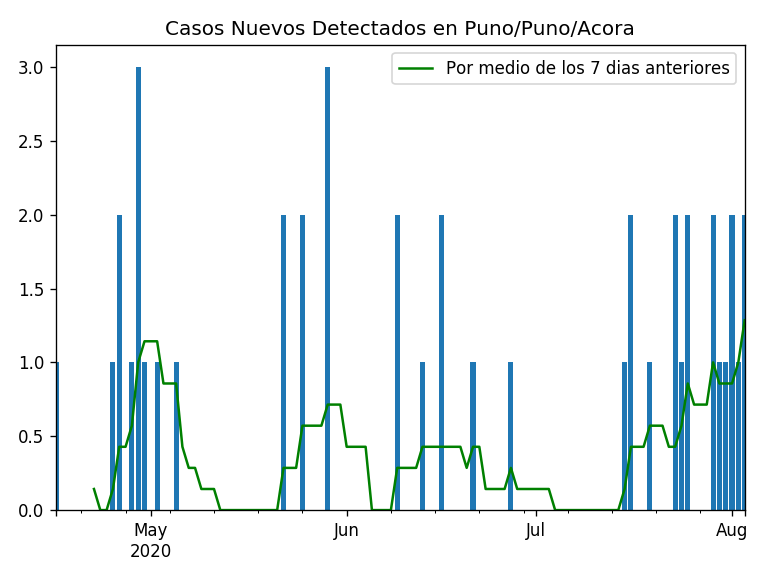 Casos Nuevos Detectados en Puno/Puno/Acora
Por medio de los 7 dias anteriores
3.0
2.5
2.0
1.5
1.0
0.5
0.0
May
2020
Jun
Jul
Aug